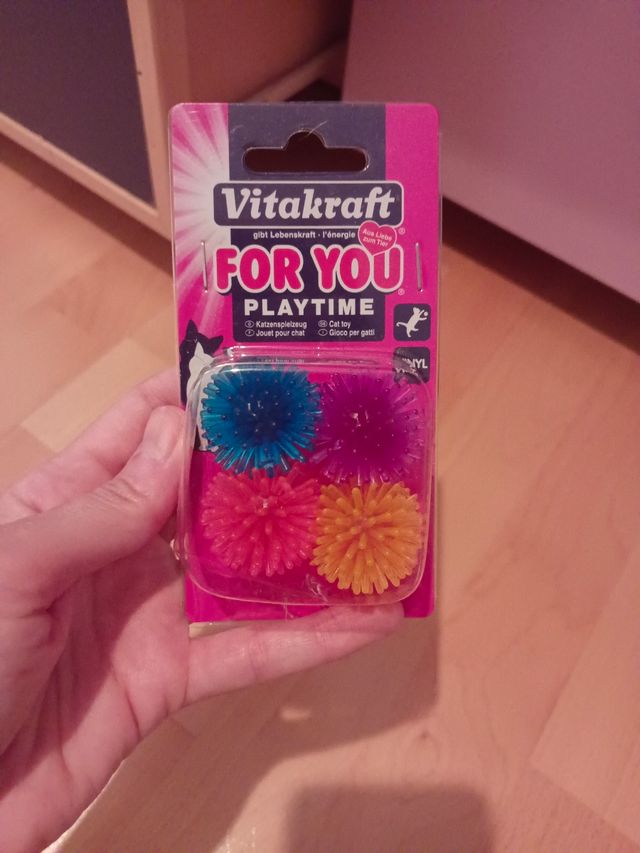 Vitakraft®
gibt Lebenskraft · l'énergie
Aus Liebe
zum Tier
FOR YOU®
PLAYTIME
D Katzenspielzeug GB Cat toy
F Jouet pour chat I Gioco per gatti